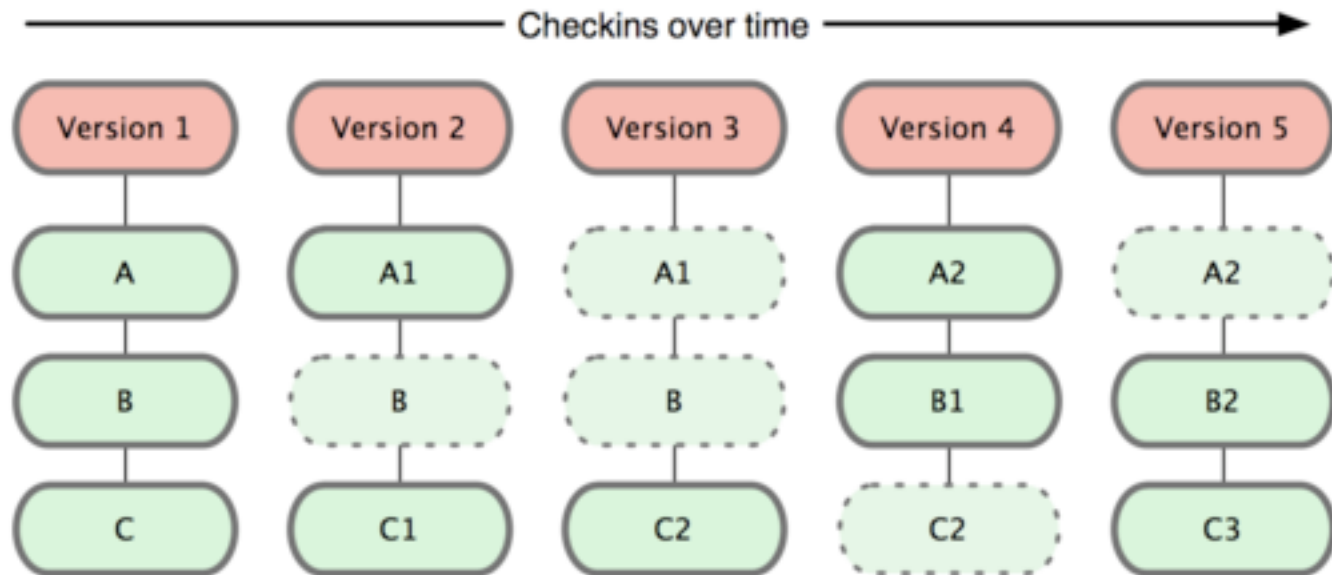 Checkins over time
Version 1 Version 2 Version 3 Version 4 Version 5
A A1 A1 A2 A2
B B B B1 B2
C C1 C2 C2 C3